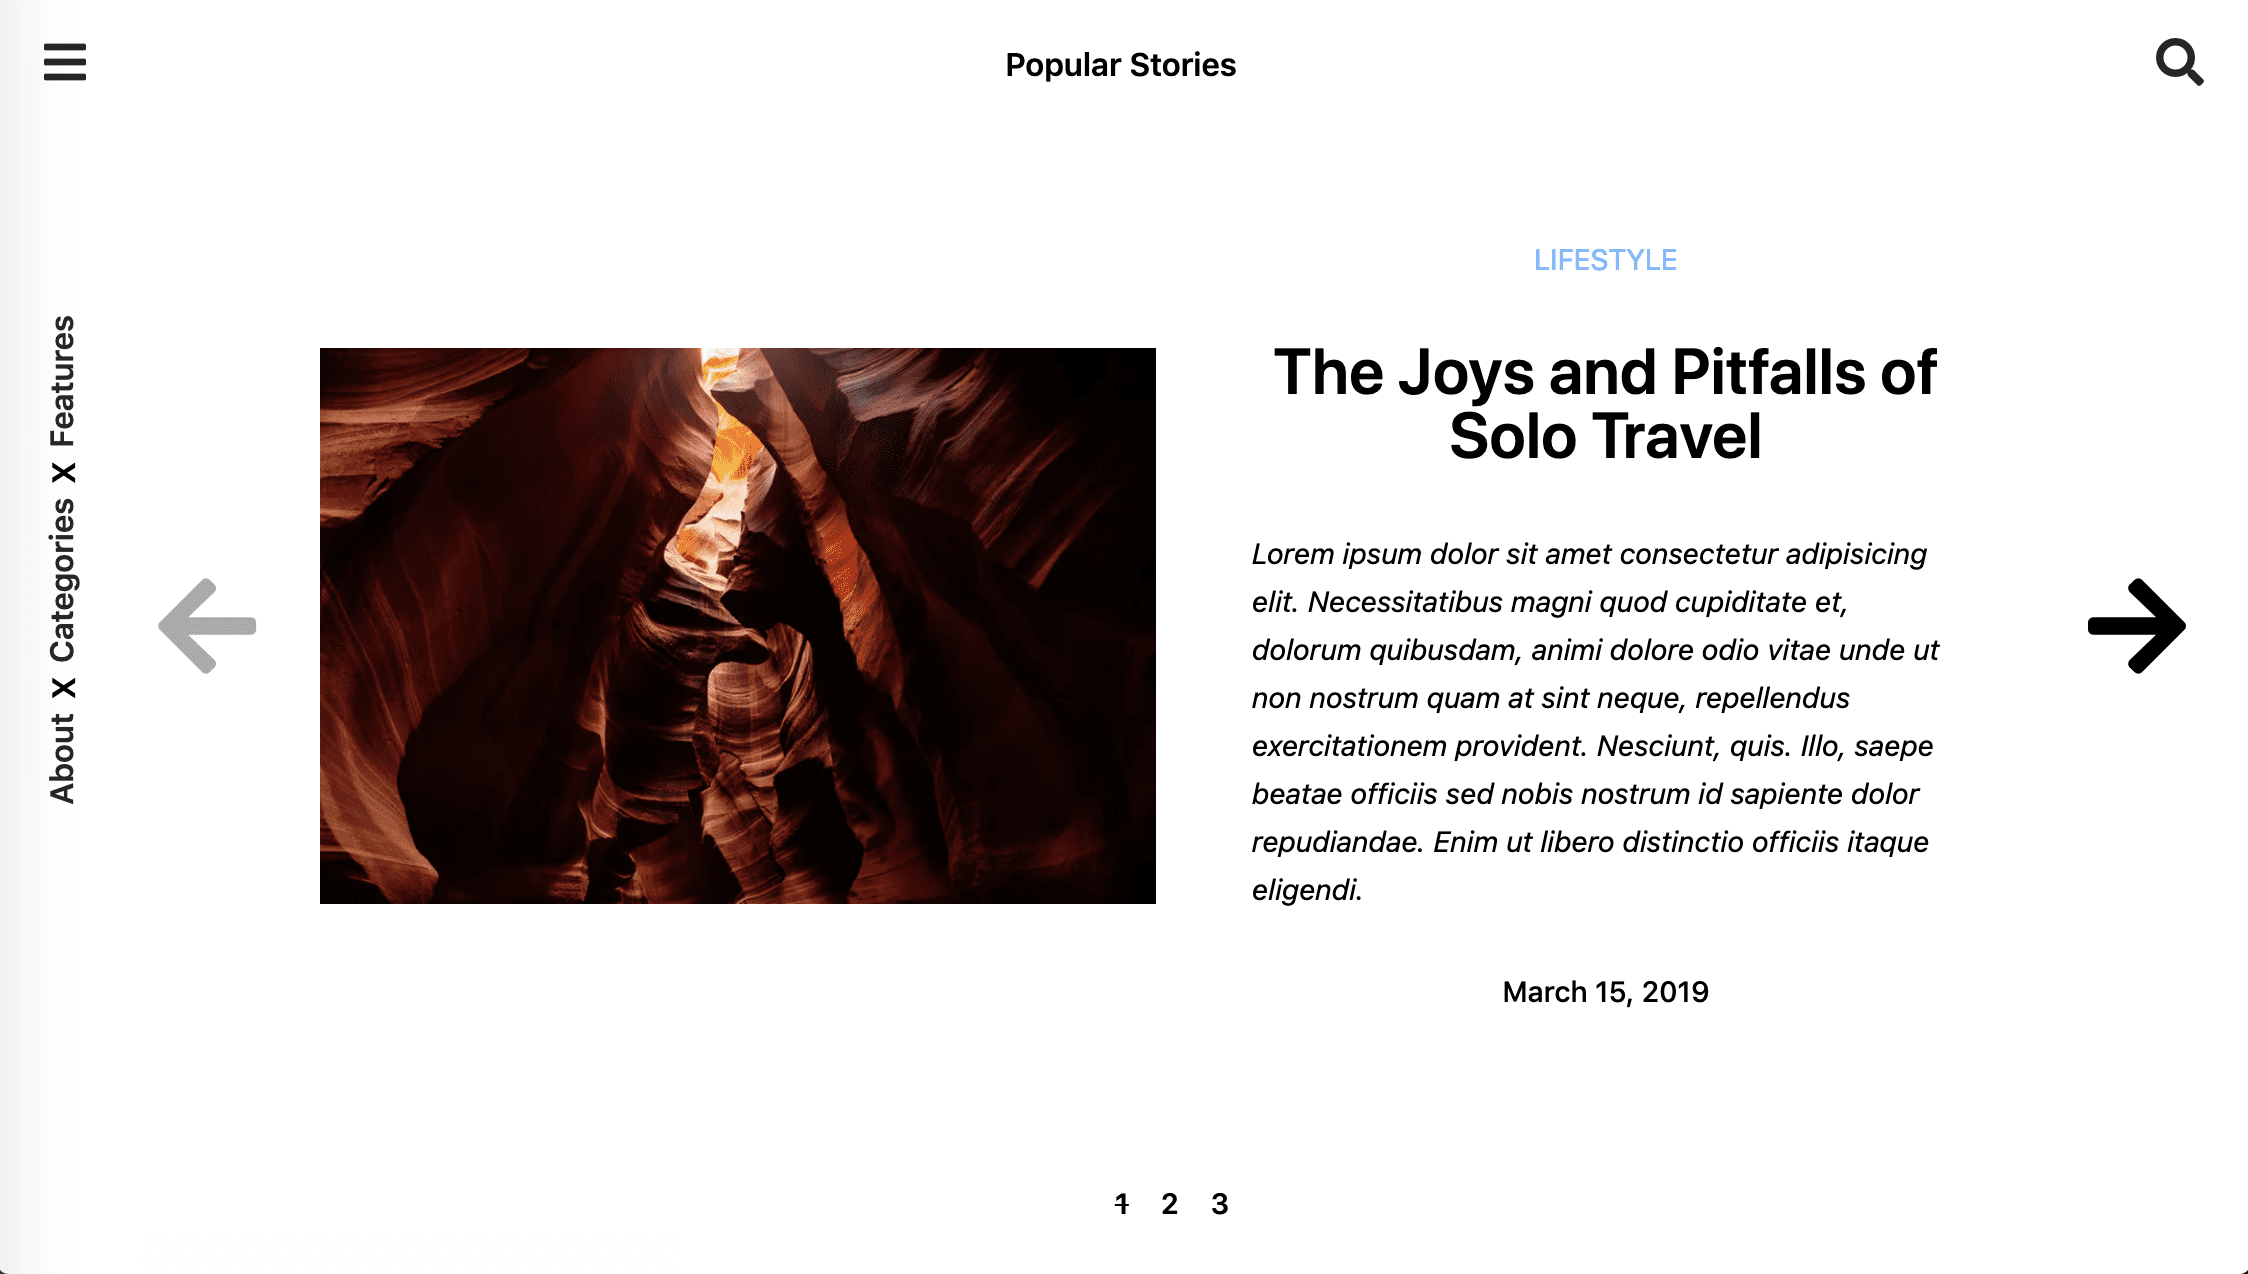 Popular Stories
About X Categories X Features
LIFESTYLE
The Joys and Pitfalls of
Solo Travel
Lorem ipsum dolor sit amet consectetur adipisicing
elit. Necessitatibus magni quod cupiditate et,
dolorum quibusdam, animi dolore odio vitae unde ut
non nostrum quam at sint neque, repellendus
exercitationem provident. Nesciunt, quis. Illo, saepe
beatae officiis sed nobis nostrum id sapiente dolor
repudiandae. Enim ut libero distinctio officiis itaque
eligendi.
March 15, 2019
1 2 3